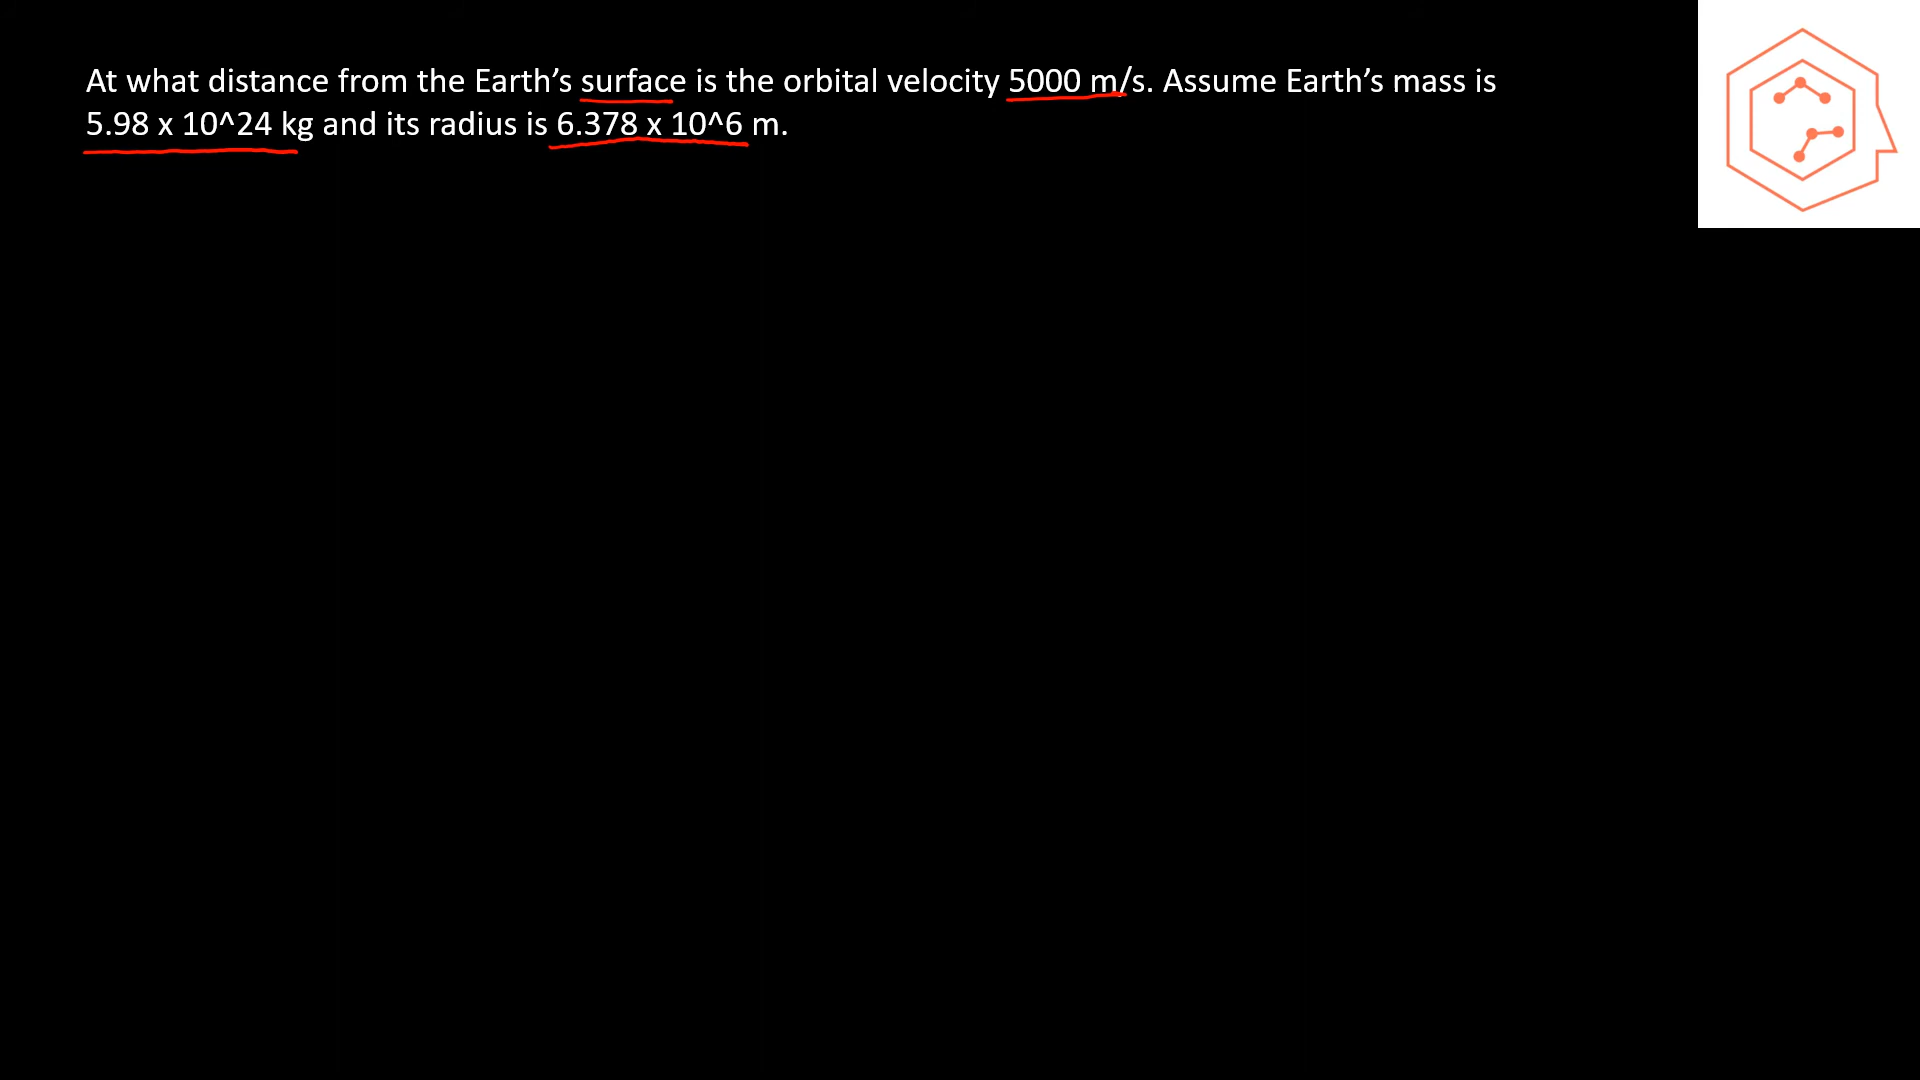 At what distance from the Earth’s surface is the orbital velocity 5000 m/s. Assume Earth’s mass is
5.98 x 10^24 kg and its radius is 6.378 x 10^6 m.